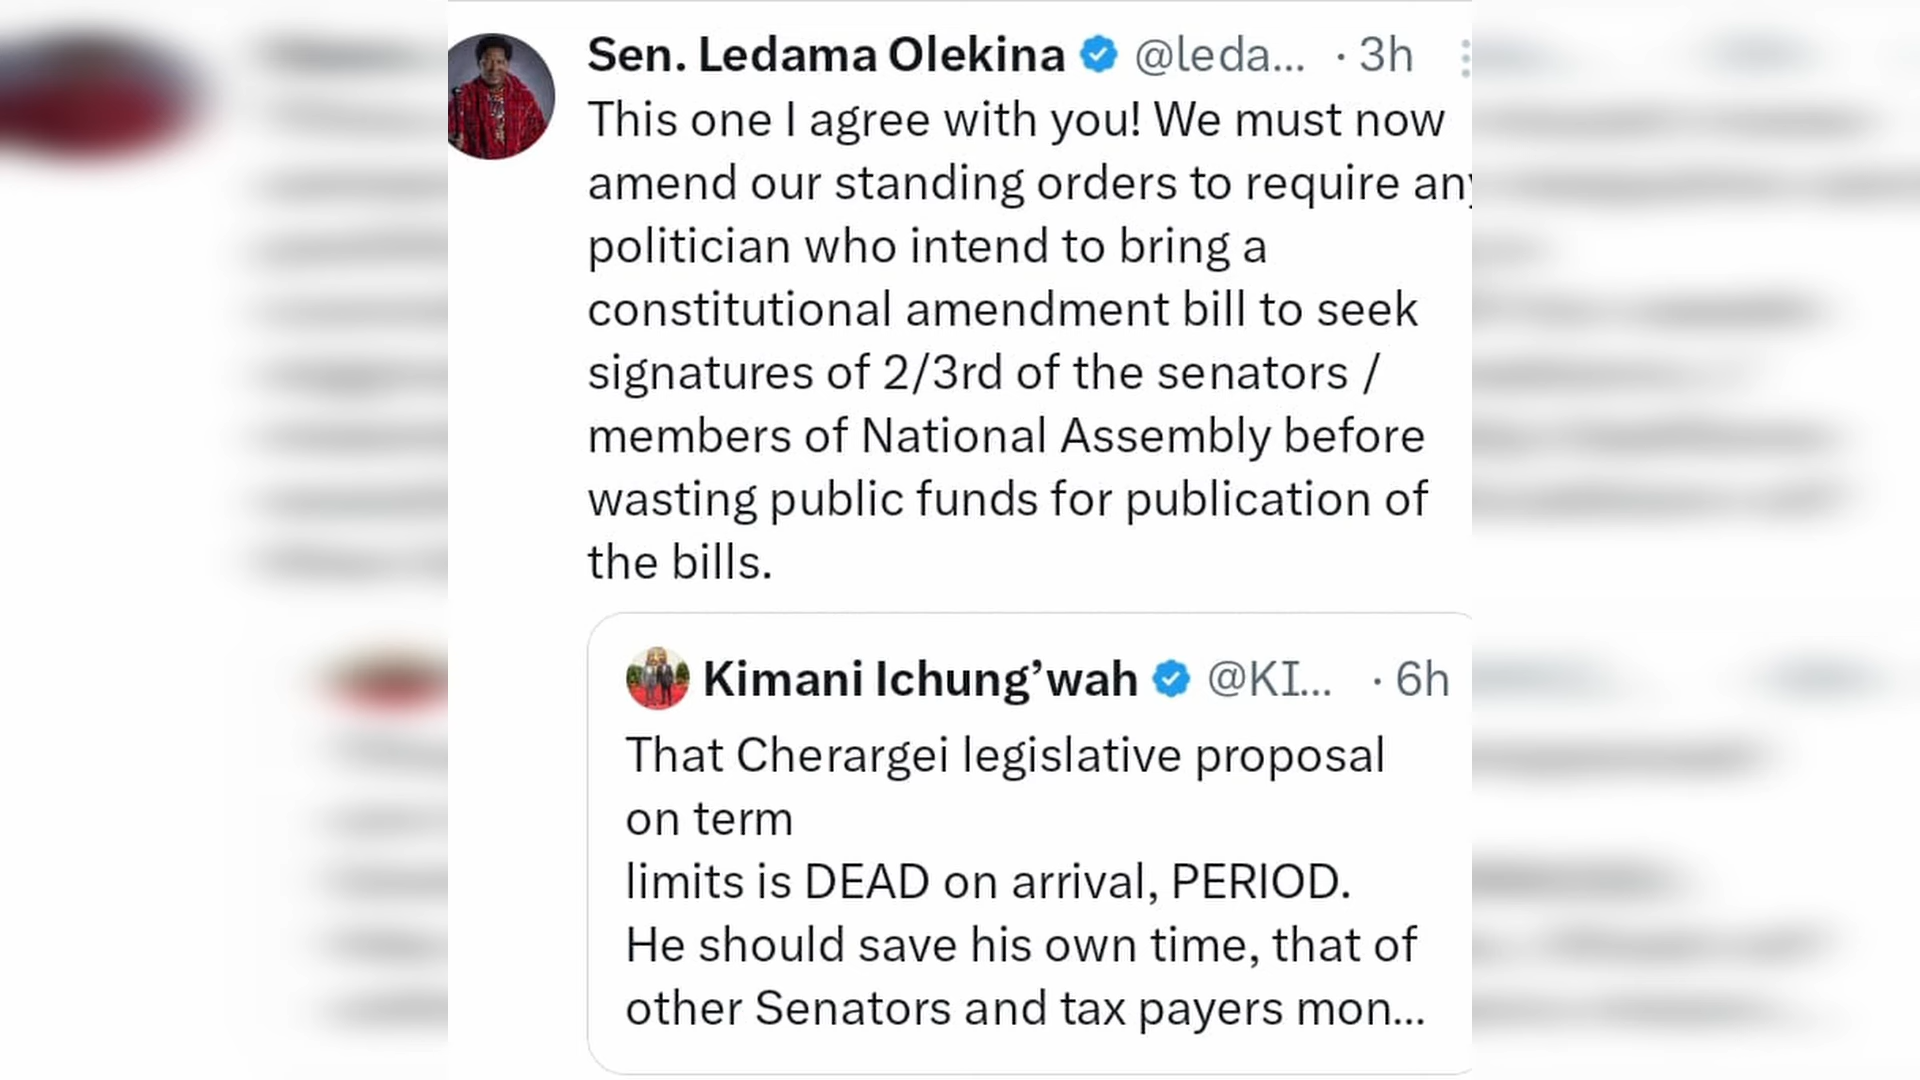 Sen. Ledama Olekina @leda... · 3h
This one I agree with you! We must now
amend our standing orders to require any
politician who intend to bring a
constitutional amendment bill to seek
signatures of 2/3rd of the senators /
members of National Assembly before
wasting public funds for publication of
the bills.
Kimani Ichung’wah @KI... · 6h
That Cherargei legislative proposal
on term
limits is DEAD on arrival, PERIOD.
He should save his own time, that of
other Senators and tax payers mon...